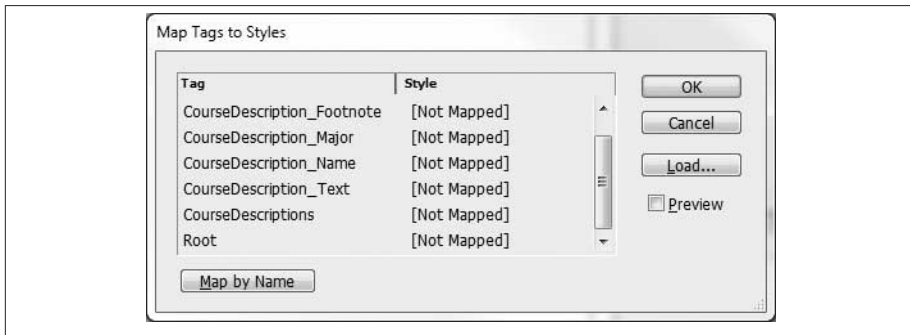 Map Tags to Styles
Tag Style
CourseDescription_Footnote [Not Mapped]
CourseDescription_Major [Not Mapped]
CourseDescription_Name [Not Mapped]
CourseDescription_Text [Not Mapped]
CourseDescriptions [Not Mapped]
Root [Not Mapped]
Map by Name
OK
Cancel
Load...
Preview